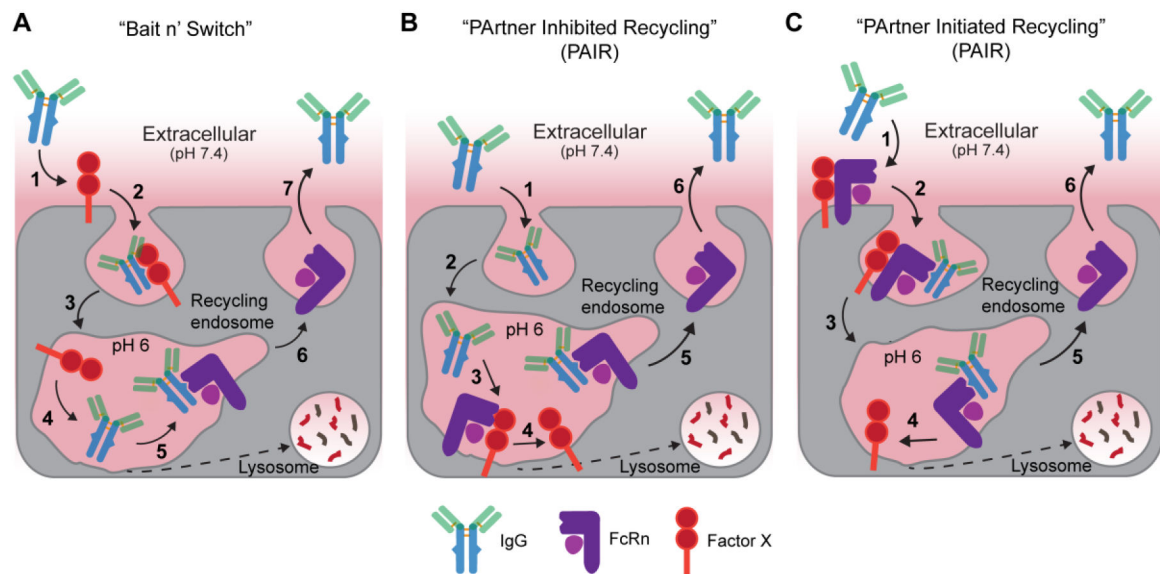 A
“Bait n’ Switch”
Extracellular
(pH 7.4)
1
2
7
3
Recycling
endosome
pH 6
6
4
5
Lysosome
B
“PArtner Inhibited Recycling”
(PAIR)
Extracellular
(pH 7.4)
1
6
2
Recycling
endosome
pH 6
5
3
4
Lysosome
C
“PArtner Initiated Recycling”
(PAIR)
1
Extracellular
(pH 7.4)
2
6
3
Recycling
endosome
pH 6
5
4
Lysosome
IgG
FcRn
Factor X